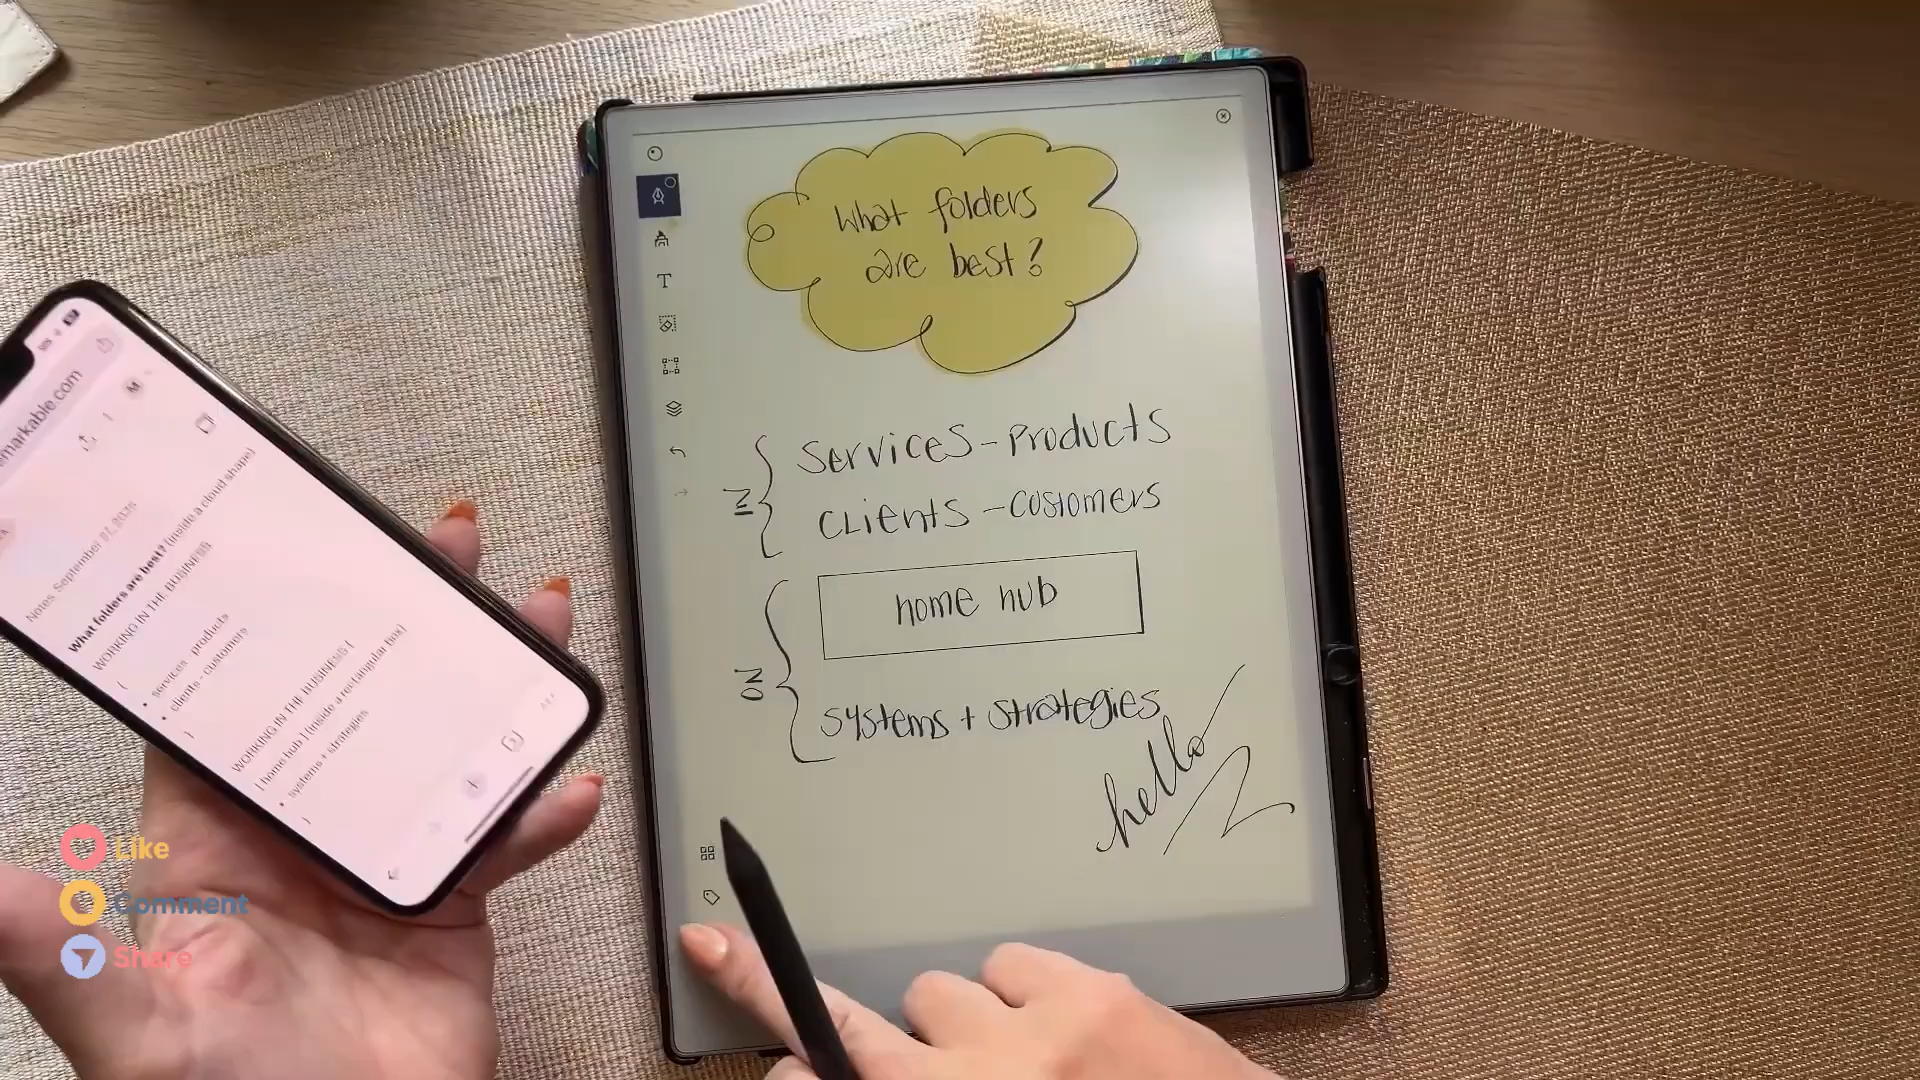 What folders
are best?
IN
Services - Products
Clients - Customers
ON
home hub
Systems + Strategies
hello
T
emarkable.com
M
Notes September
What folders are best? (inside a cloud shape)
WORKING IN THE BUSINESS
{
• services - products
• clients - customers
}
WORKING IN THE BUSINESS {
[ home hub ] (inside a rectangular box)
• systems + strategies
}
Like
Comment
Share